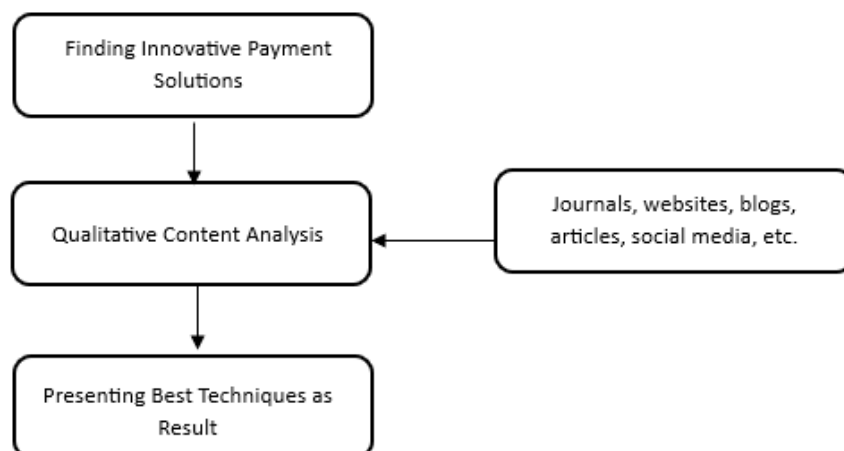 Finding Innovative Payment
Solutions
Qualitative Content Analysis
Journals, websites, blogs,
articles, social media, etc.
Presenting Best Techniques as
Result